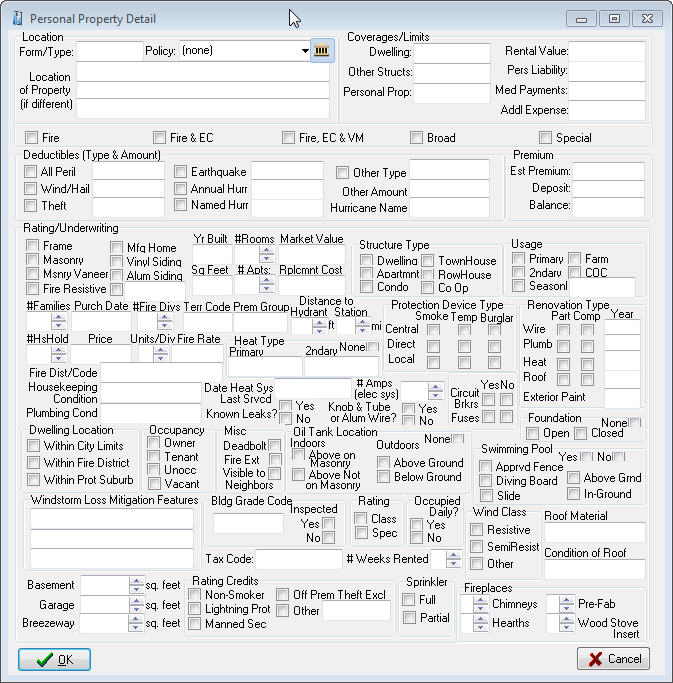 Personal Property Detail
Location
Form/Type: Policy: (none)
Location
of Property
(if different)
Coverages/Limits
Dwelling: Rental Value:
Other Structs: Pers Liability:
Personal Prop: Med Payments:
Addl Expense:
Fire Fire & EC Fire, EC & VM Broad Special
Deductibles (Type & Amount)
All Peril Earthquake Other Type
Wind/Hail Annual Hurr Other Amount
Theft Named Hurr Hurricane Name
Premium
Est Premium:
Deposit:
Balance:
Rating/Underwriting
Frame Mfg Home
Masonry Vinyl Siding
Msnry Vaneer Alum Siding
Fire Resistive
Yr Built #Rooms Market Value
Sq Feet # Apts: Rplcmnt Cost
Structure Type
Dwelling TownHouse
Apartmnt RowHouse
Condo Co Op
Usage
Primary Farm
2ndary COC
Seasonl
#Families Purch Date #Fire Divs Terr Code Prem Group
Distance to
Hydrant Station
ft mi
#HsHold Price Units/Div Fire Rate
Heat Type
Primary 2ndary None
Protection Device Type
Smoke Temp Burglar
Central
Direct
Local
Renovation Type
Part Comp Year
Wire
Plumb
Heat
Roof
Exterior Paint
Fire Dist/Code
Housekeeping
Condition
Plumbing Cond
Date Heat Sys
Last Srvcd
Known Leaks? Yes
No
# Amps
(elec sys)
Knob & Tube
or Alum Wire? Yes
No
Yes No
Circuit
Brkrs
Fuses
Foundation
None
Open Closed
Dwelling Location
Within City Limits
Within Fire District
Within Prot Suburb
Occupancy
Owner
Tenant
Unocc
Vacant
Misc
Deadbolt
Fire Ext
Visible to
Neighbors
Oil Tank Location
Indoors Outdoors None
Above on
Masonry
Above Not
on Masonry
Above Ground
Below Ground
Swimming Pool Yes No
Apprvd Fence
Diving Board Above Grnd
Slide In-Ground
Windstorm Loss Mitigation Features
Bldg Grade Code
Inspected
Yes
No
Tax Code:
Rating
Class
Spec
Occupied
Daily?
Yes
No
# Weeks Rented
Wind Class
Resistive
SemiResist
Other
Roof Material
Condition of Roof
Basement sq. feet
Garage sq. feet
Breezeway sq. feet
Rating Credits
Non-Smoker Off Prem Theft Excl
Lightning Prot Other
Manned Sec
Sprinkler
Full
Partial
Fireplaces
Chimneys Pre-Fab
Hearths Wood Stove
Insert
OK Cancel